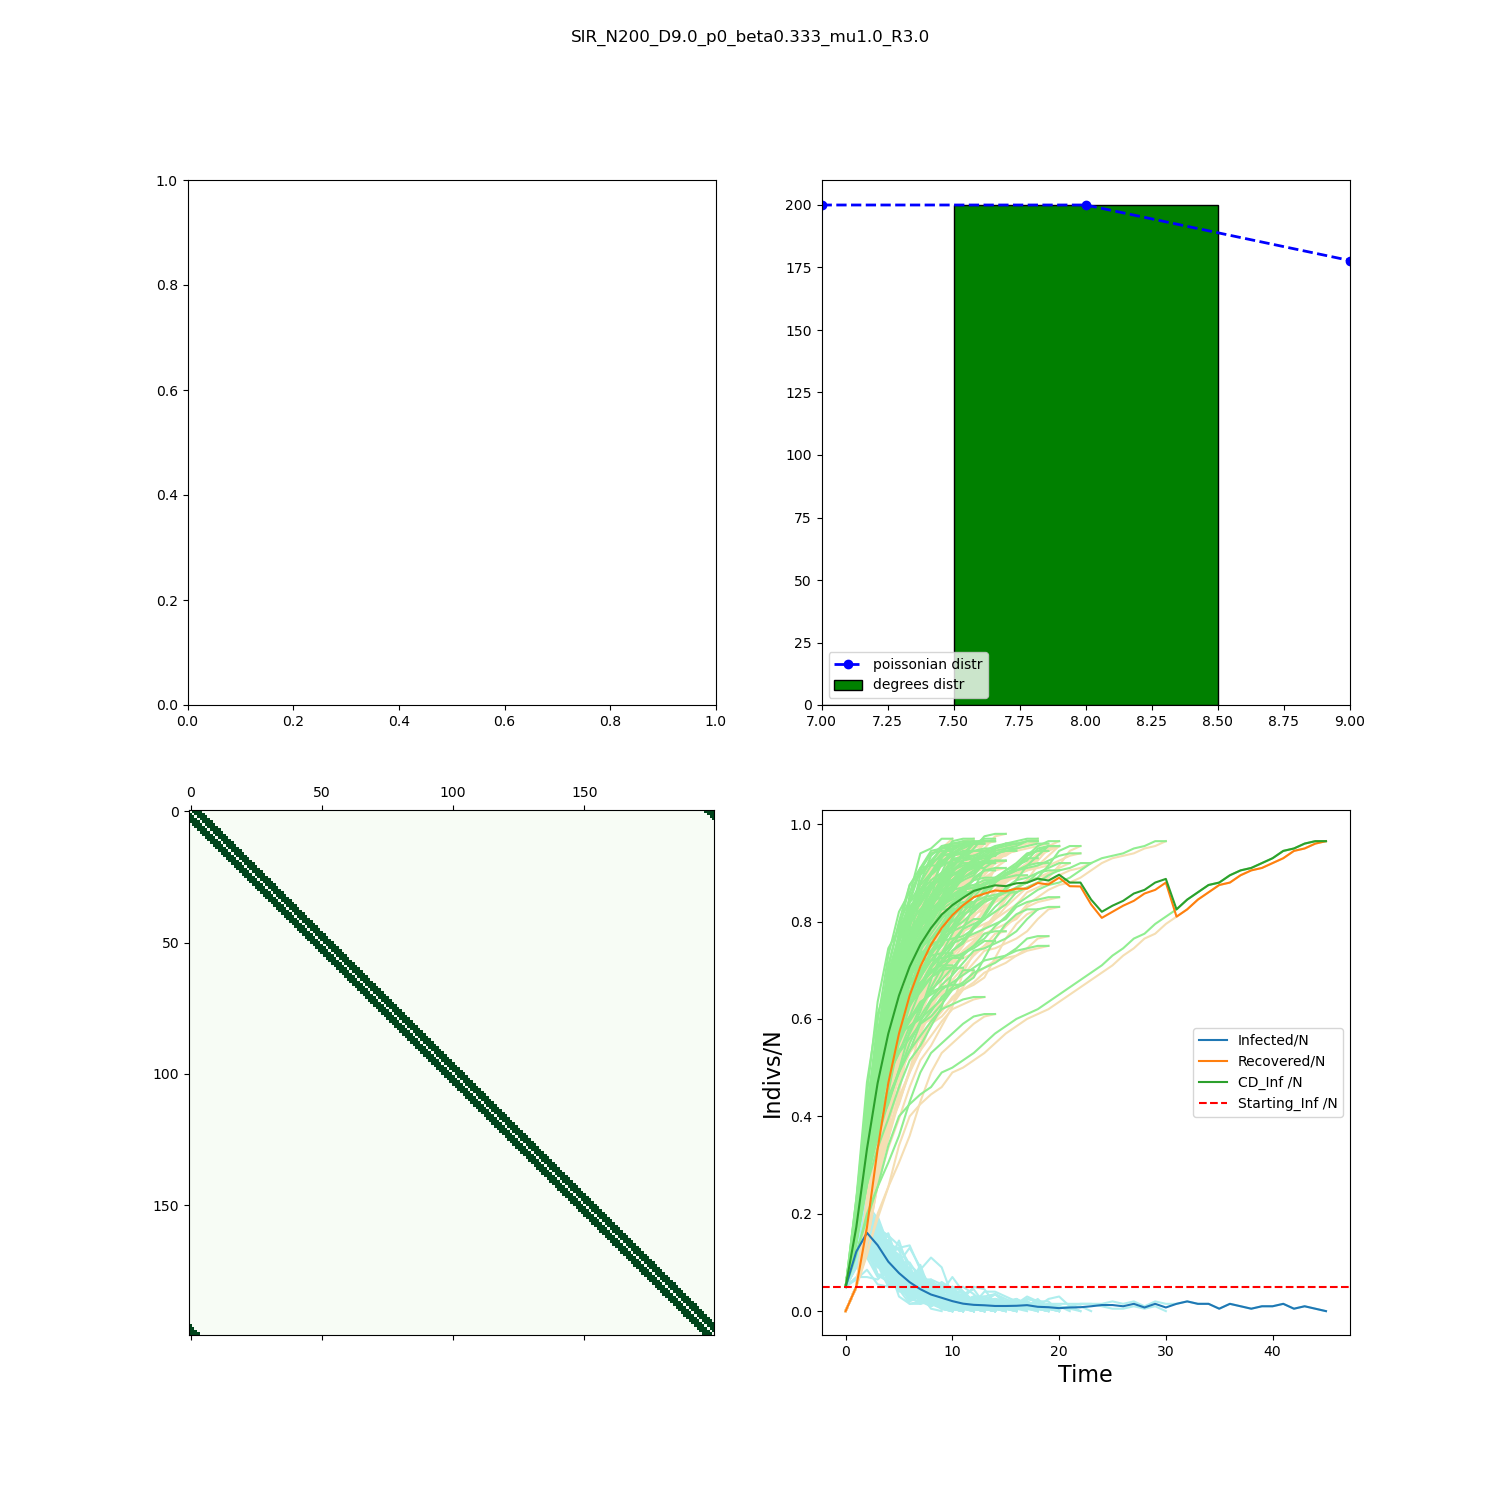 SIR_N200_D9.0_p0_beta0.333_mu1.0_R3.0
1.0
0.8
0.6
0.4
0.2
0.0
0.0 0.2 0.4 0.6 0.8 1.0
200
175
150
125
100
75
50
25
0
poissonian distr
degrees distr
7.00 7.25 7.50 7.75 8.00 8.25 8.50 8.75 9.00
0 50 100 150
0
50
100
150
Indivs/N
1.0
0.8
0.6
0.4
0.2
0.0
Infected/N
Recovered/N
CD_Inf /N
Starting_Inf /N
0 10 20 30 40
Time